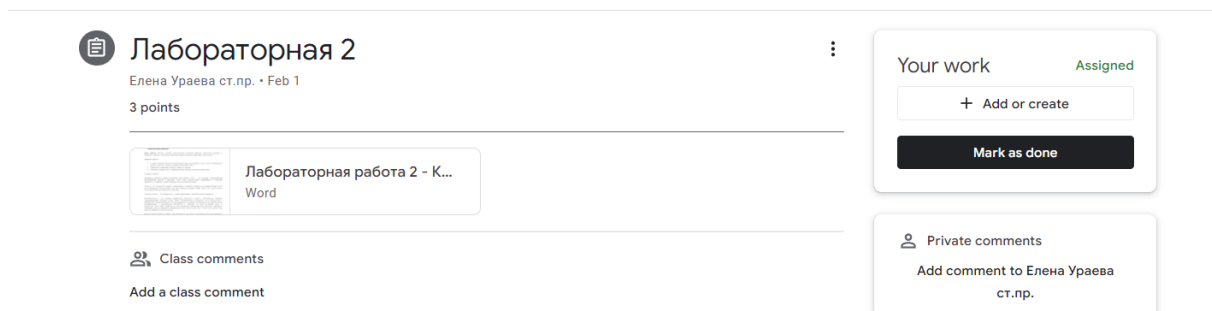 Лабораторная 2
Елена Ураева ст.пр. • Feb 1
3 points
Лабораторная работа 2 - К...
Word
Class comments
Add a class comment
Your work
Assigned
+ Add or create
Mark as done
Private comments
Add comment to Елена Ураева
ст.пр.